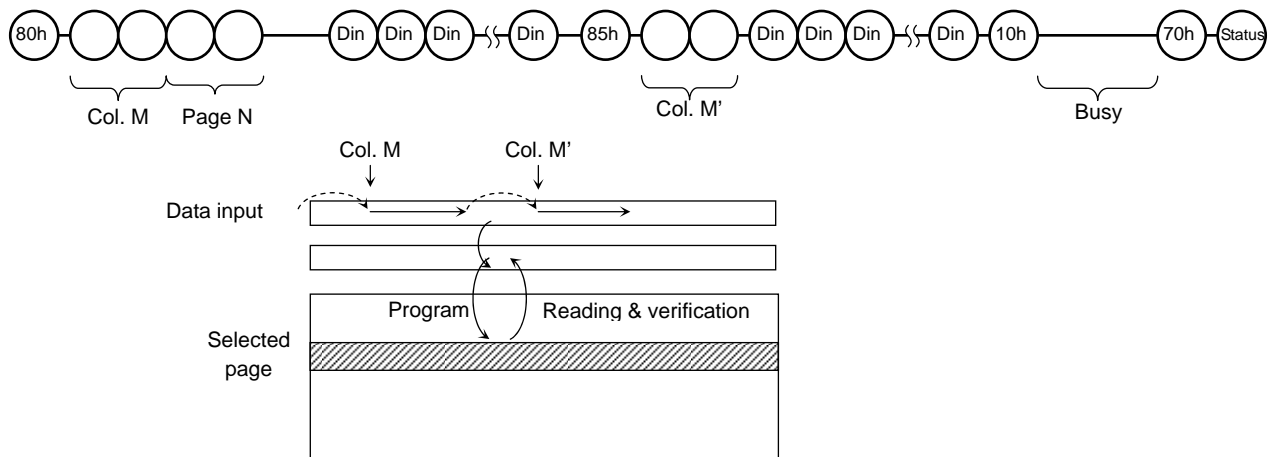 80h Din Din Din Din 85h Din Din Din Din 10h 70h Status
Col. M Page N Col. M’ Busy
Col. M Col. M’
Data input
Program Reading & verification
Selected
page